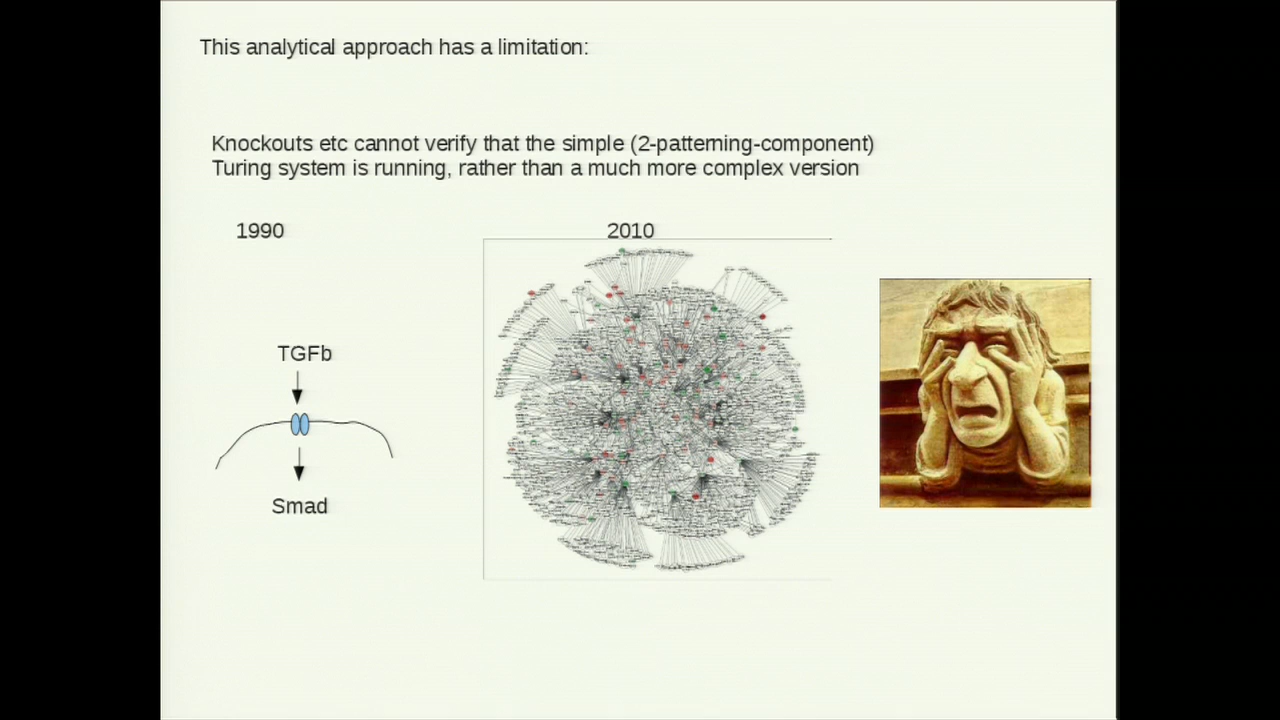 This analytical approach has a limitation:
Knockouts etc cannot verify that the simple (2-patterning-component)
Turing system is running, rather than a much more complex version
1990
2010
TGFb
Smad